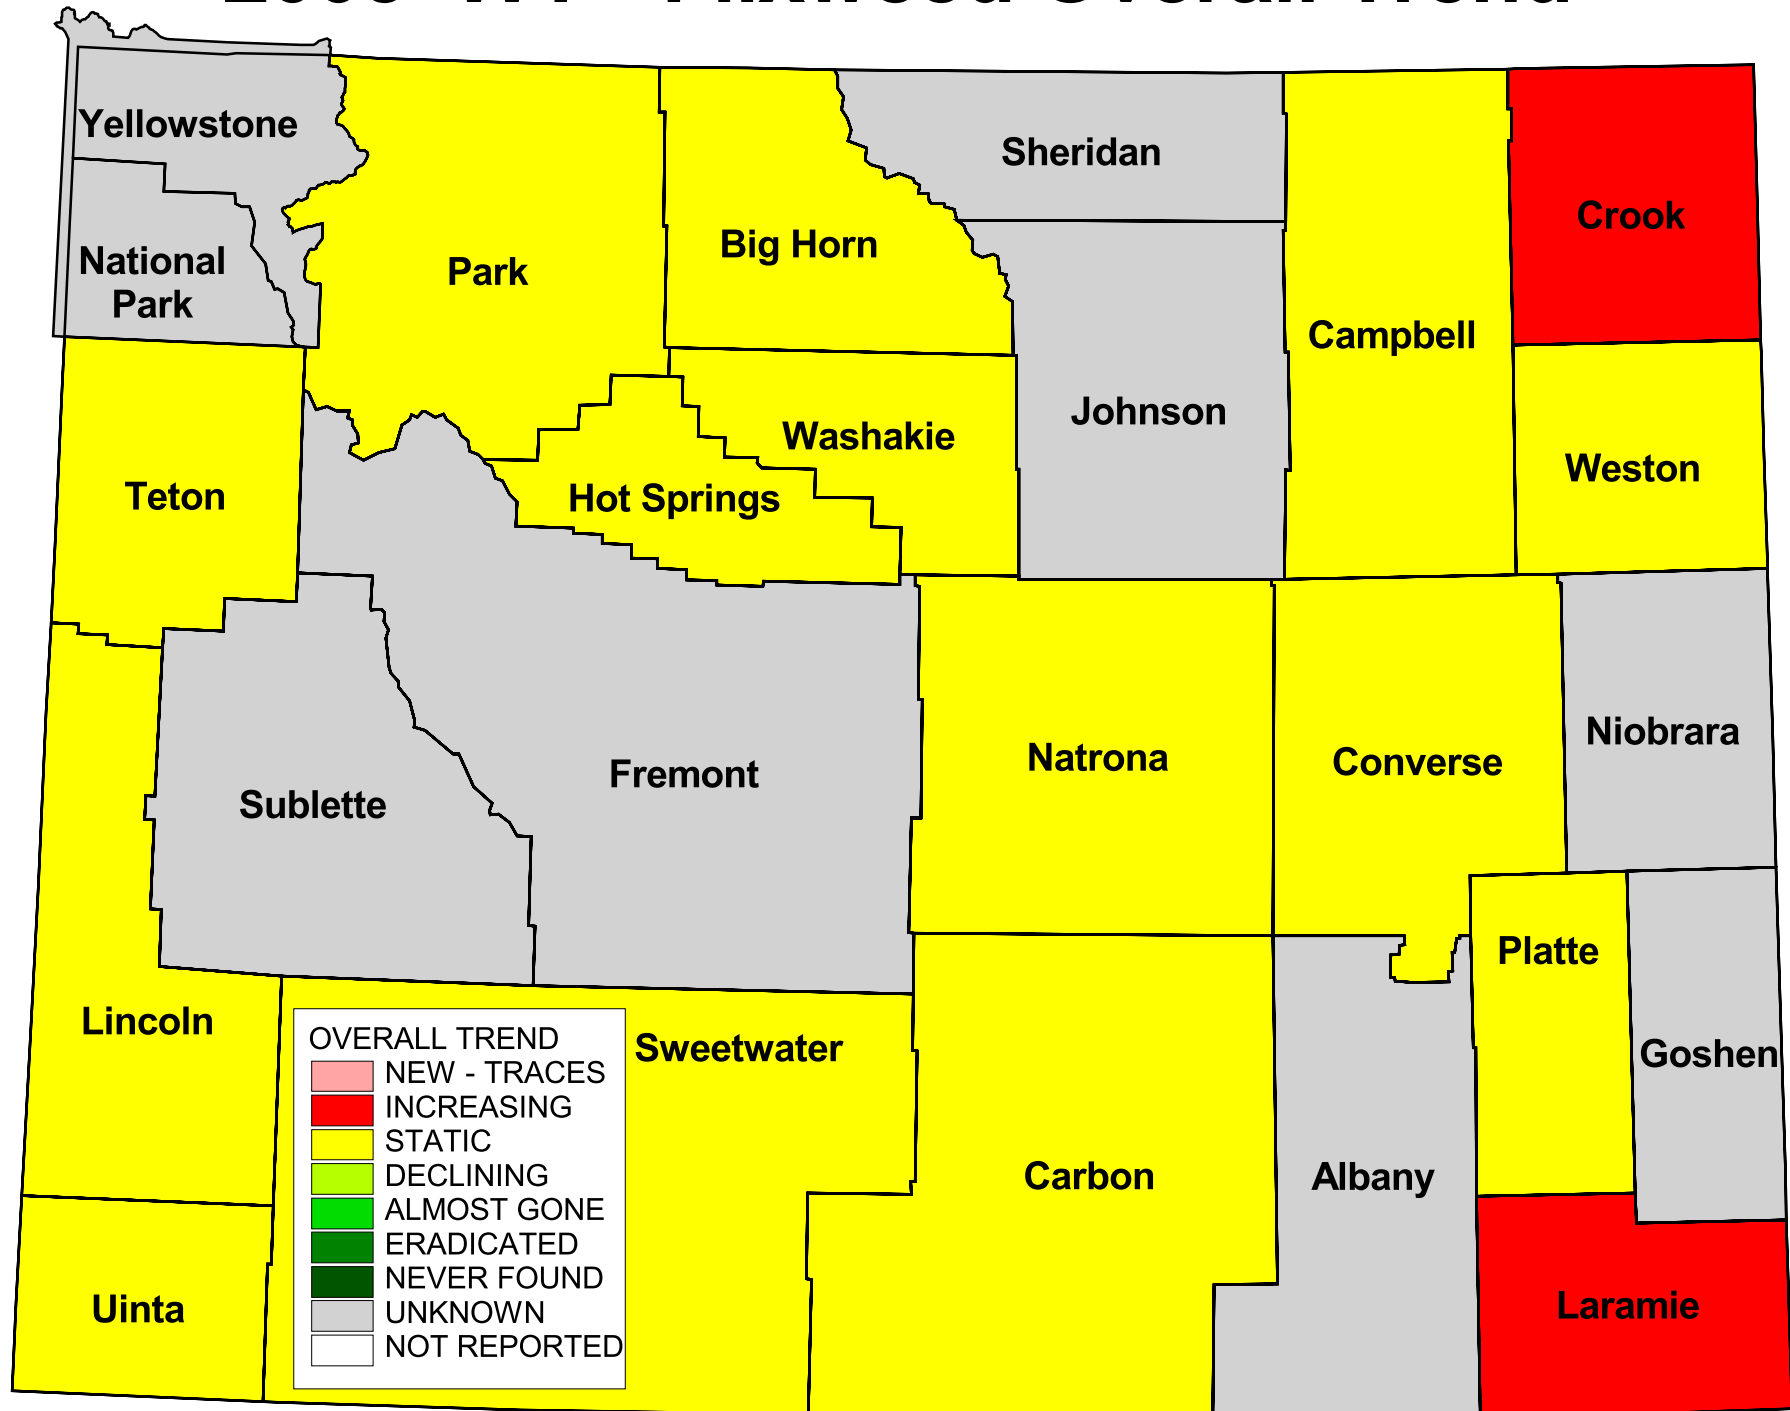 Yellowstone
National
Park
Park
Big Horn
Sheridan
Crook
Campbell
Johnson
Washakie
Weston
Teton
Hot Springs
Niobrara
Natrona
Converse
Fremont
Sublette
Platte
Lincoln
Sweetwater
Goshen
Carbon
Albany
Uinta
Laramie
OVERALL TREND
NEW - TRACES
INCREASING
STATIC
DECLINING
ALMOST GONE
ERADICATED
NEVER FOUND
UNKNOWN
NOT REPORTED